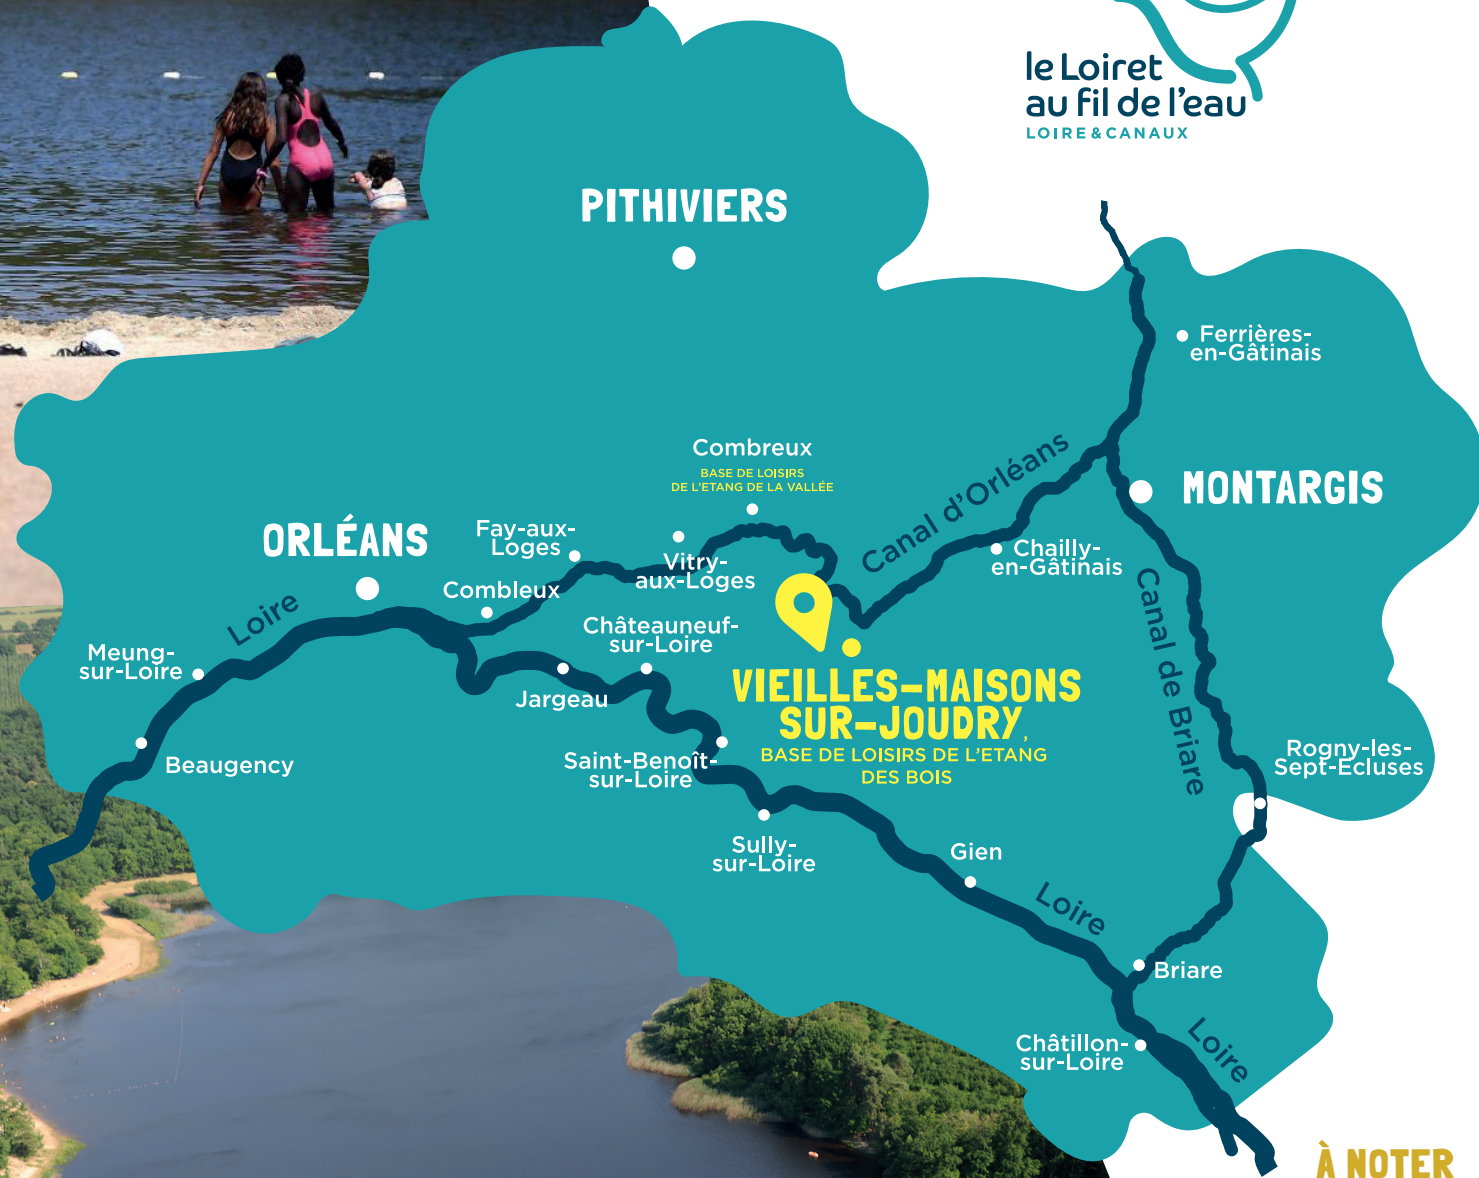 le Loiret
au fil de l'eau
LOIRE & CANAUX
PITHIVIERS
Ferrières-
en-Gâtinais
Combreux
BASE DE LOISIRS
DE L'ETANG DE LA VALLÉE
Canal d'Orléans
MONTARGIS
ORLÉANS
Fay-aux-
Loges
Vitry-
aux-Loges
Chailly-
en-Gâtinais
Combleux
Loire
Châteauneuf-
sur-Loire
Canal de Briare
Meung-
sur-Loire
Jargeau
VIEILLES-MAISONS
SUR-JOUDRY,
BASE DE LOISIRS DE L'ETANG
DES BOIS
Beaugency
Saint-Benoît-
sur-Loire
Rogny-les-
Sept-Ecluses
Sully-
sur-Loire
Gien
Loire
Briare
Châtillon-
sur-Loire
Loire
À NOTER